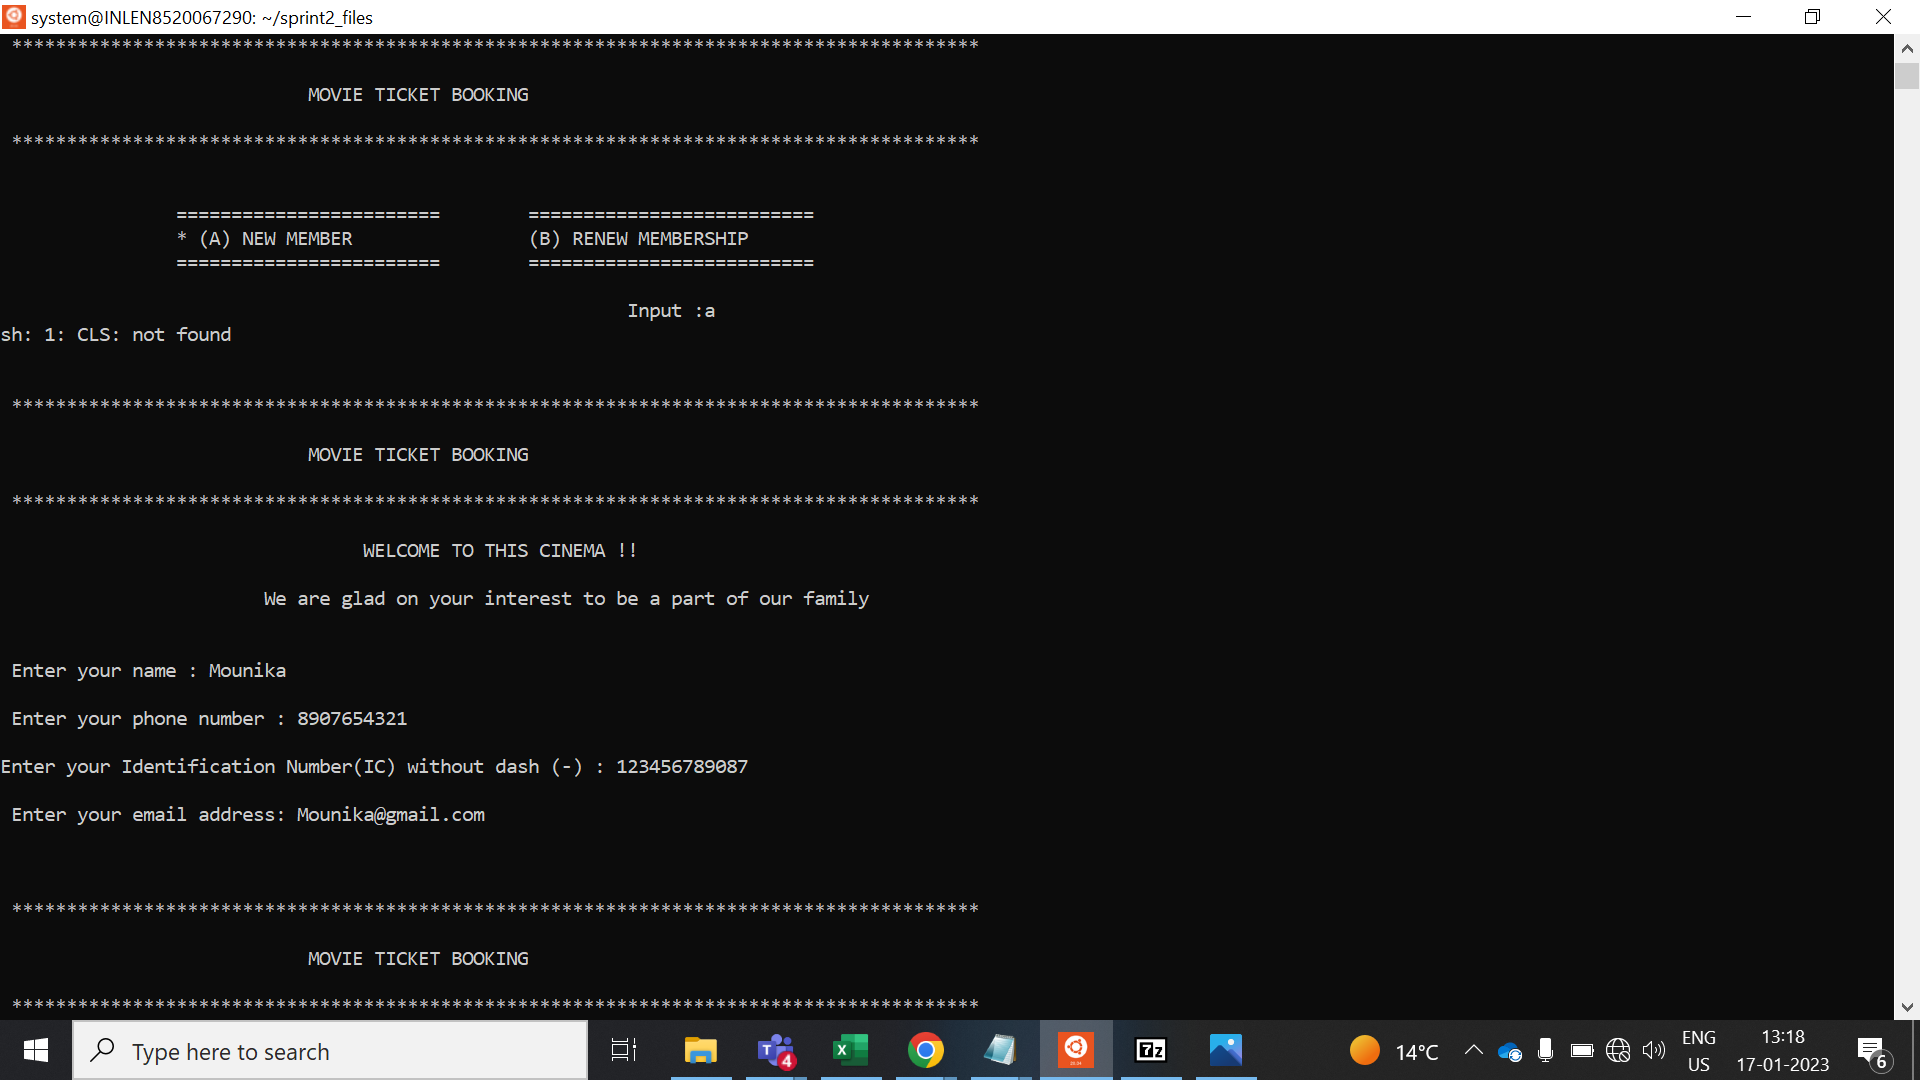 system@INLEN8520067290: ~/sprint2_files
****************************************************************************************
MOVIE TICKET BOOKING
****************************************************************************************
======================== ==========================
* (A) NEW MEMBER (B) RENEW MEMBERSHIP
======================== ==========================
Input :a
sh: 1: CLS: not found
****************************************************************************************
MOVIE TICKET BOOKING
****************************************************************************************
WELCOME TO THIS CINEMA !!
We are glad on your interest to be a part of our family
Enter your name : Mounika
Enter your phone number : 8907654321
Enter your Identification Number(IC) without dash (-) : 123456789087
Enter your email address: Mounika@gmail.com
****************************************************************************************
MOVIE TICKET BOOKING
****************************************************************************************
Type here to search
T 4
X
7z
14°C
ENG
US
13:18
17-01-2023
6